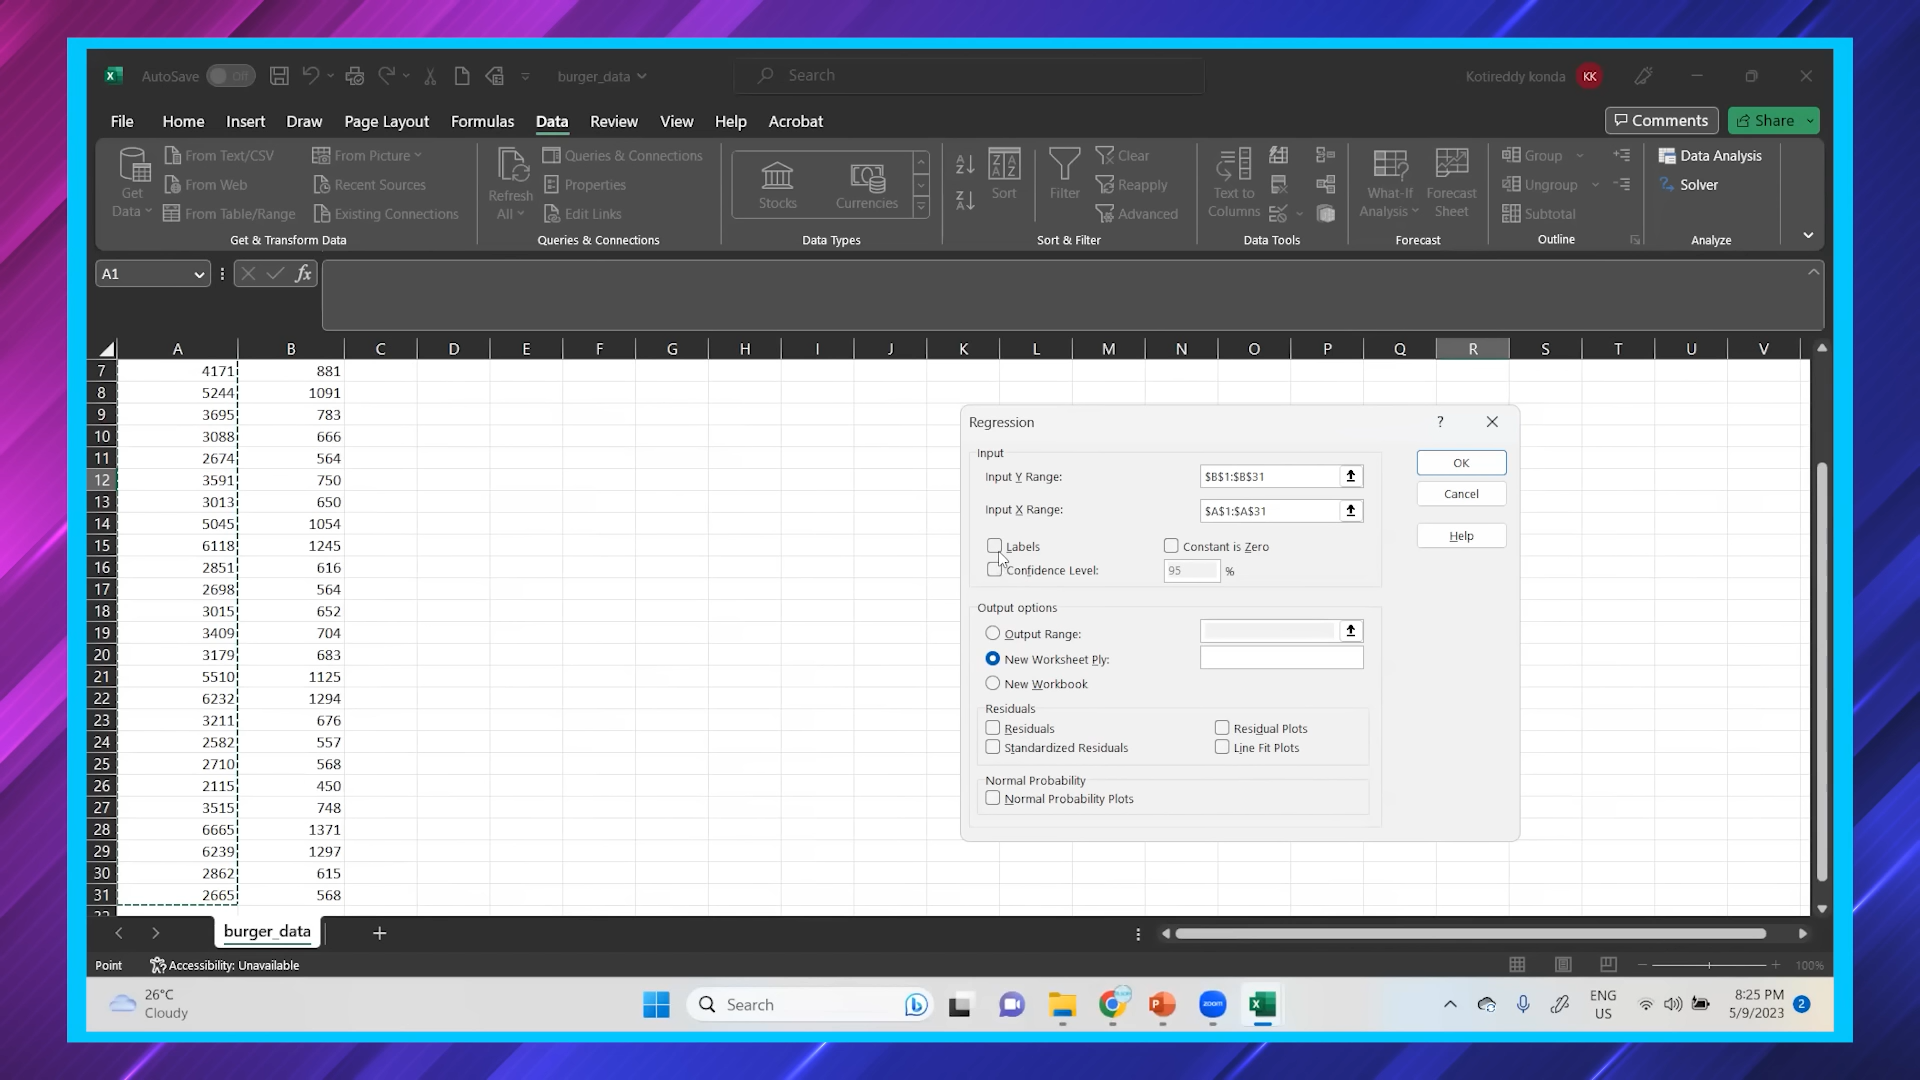 AutoSave Off burger_data Search Kotireddy konda KK
File Home Insert Draw Page Layout Formulas Data Review View Help Acrobat Comments Share
Get Data
From Text/CSV
From Web
From Table/Range
From Picture
Recent Sources
Existing Connections
Get & Transform Data
Refresh All
Queries & Connections
Properties
Edit Links
Queries & Connections
Stocks
Currencies
Data Types
Sort
Filter
Clear
Reapply
Advanced
Sort & Filter
Text to Columns
Data Tools
What-If Analysis
Forecast Sheet
Forecast
Group
Ungroup
Subtotal
Outline
Data Analysis
Solver
Analyze
A1 fx
A B C D E F G H I J K L M N O P Q R S T U V
7 4171 881
8 5244 1091
9 3695 783
10 3088 666
11 2674 564
12 3591 750
13 3013 650
14 5045 1054
15 6118 1245
16 2851 616
17 2698 564
18 3015 652
19 3409 704
20 3179 683
21 5510 1125
22 6232 1294
23 3211 676
24 2582 557
25 2710 568
26 2115 450
27 3515 748
28 6665 1371
29 6239 1297
30 2862 615
31 2665 568
Regression ?
Input
Input Y Range: $B$1:$B$31
Input X Range: $A$1:$A$31
Labels Constant is Zero
Confidence Level: 95 %
Output options
Output Range:
New Worksheet Ply:
New Workbook
Residuals
Residuals Residual Plots
Standardized Residuals Line Fit Plots
Normal Probability
Normal Probability Plots
OK
Cancel
Help
burger_data
Point Accessibility: Unavailable 100%
26°C
Cloudy
Search
zoom
ENG
US
8:25 PM
5/9/2023
2